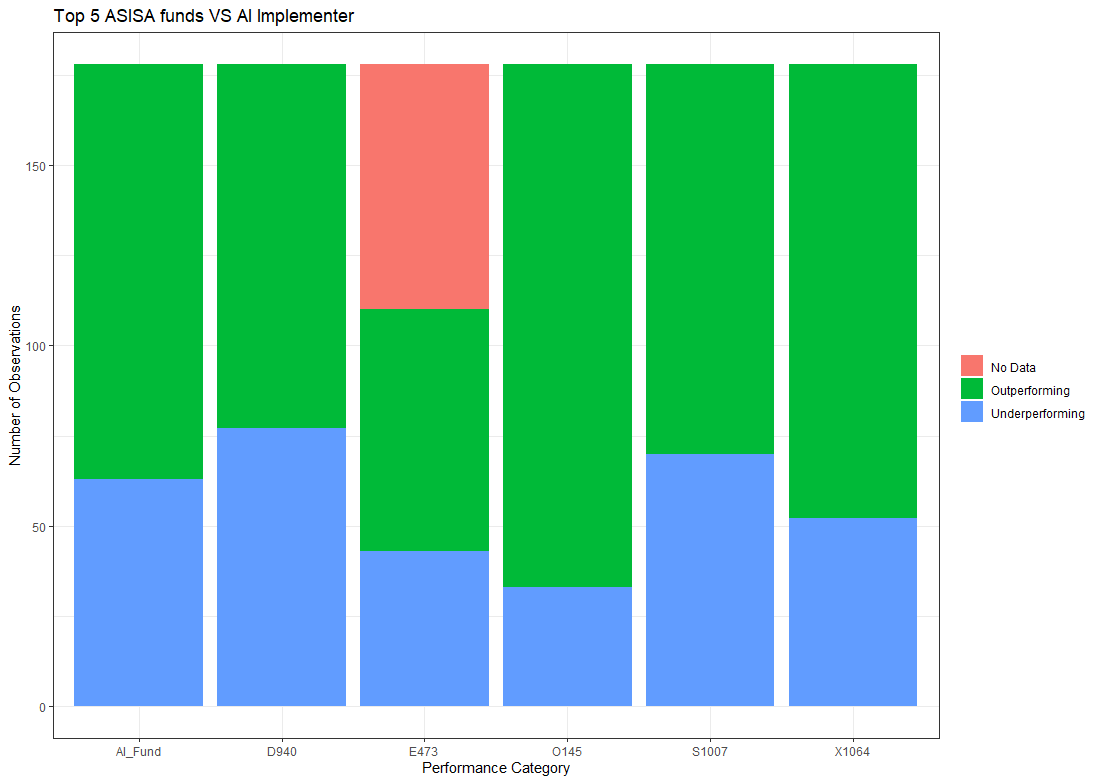 Top 5 ASISA funds VS AI Implementer
Number of Observations
150
100
50
0
AI_Fund
D940
E473
O145
S1007
X1064
Performance Category
No Data
Outperforming
Underperforming